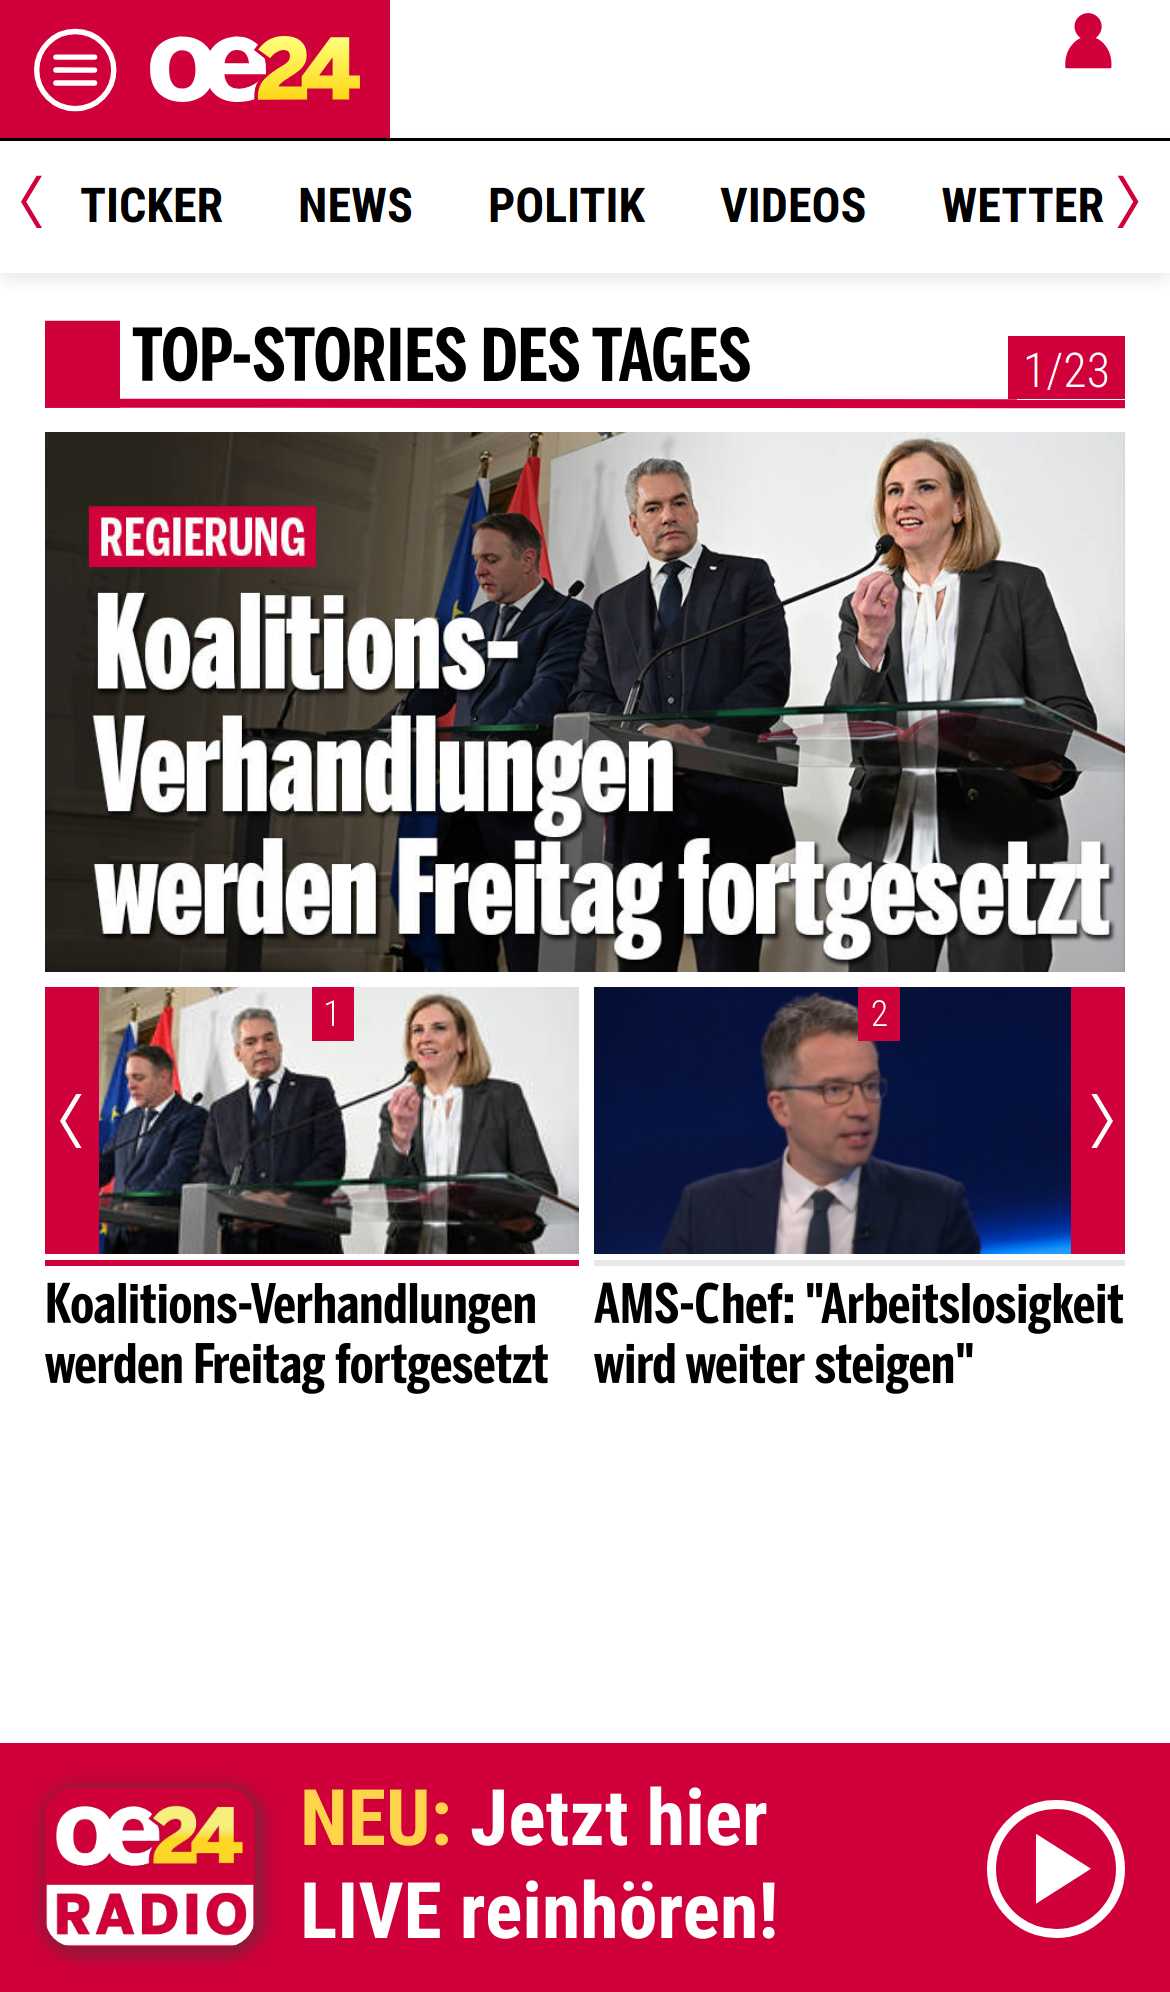 oe24
TICKER NEWS POLITIK VIDEOS WETTER
TOP-STORIES DES TAGES
1/23
REGIERUNG
Koalitions-
Verhandlungen
werden Freitag fortgesetzt
1
2
Koalitions-Verhandlungen
werden Freitag fortgesetzt
AMS-Chef: "Arbeitslosigkeit
wird weiter steigen"
oe24
RADIO
NEU: Jetzt hier
LIVE reinhören!